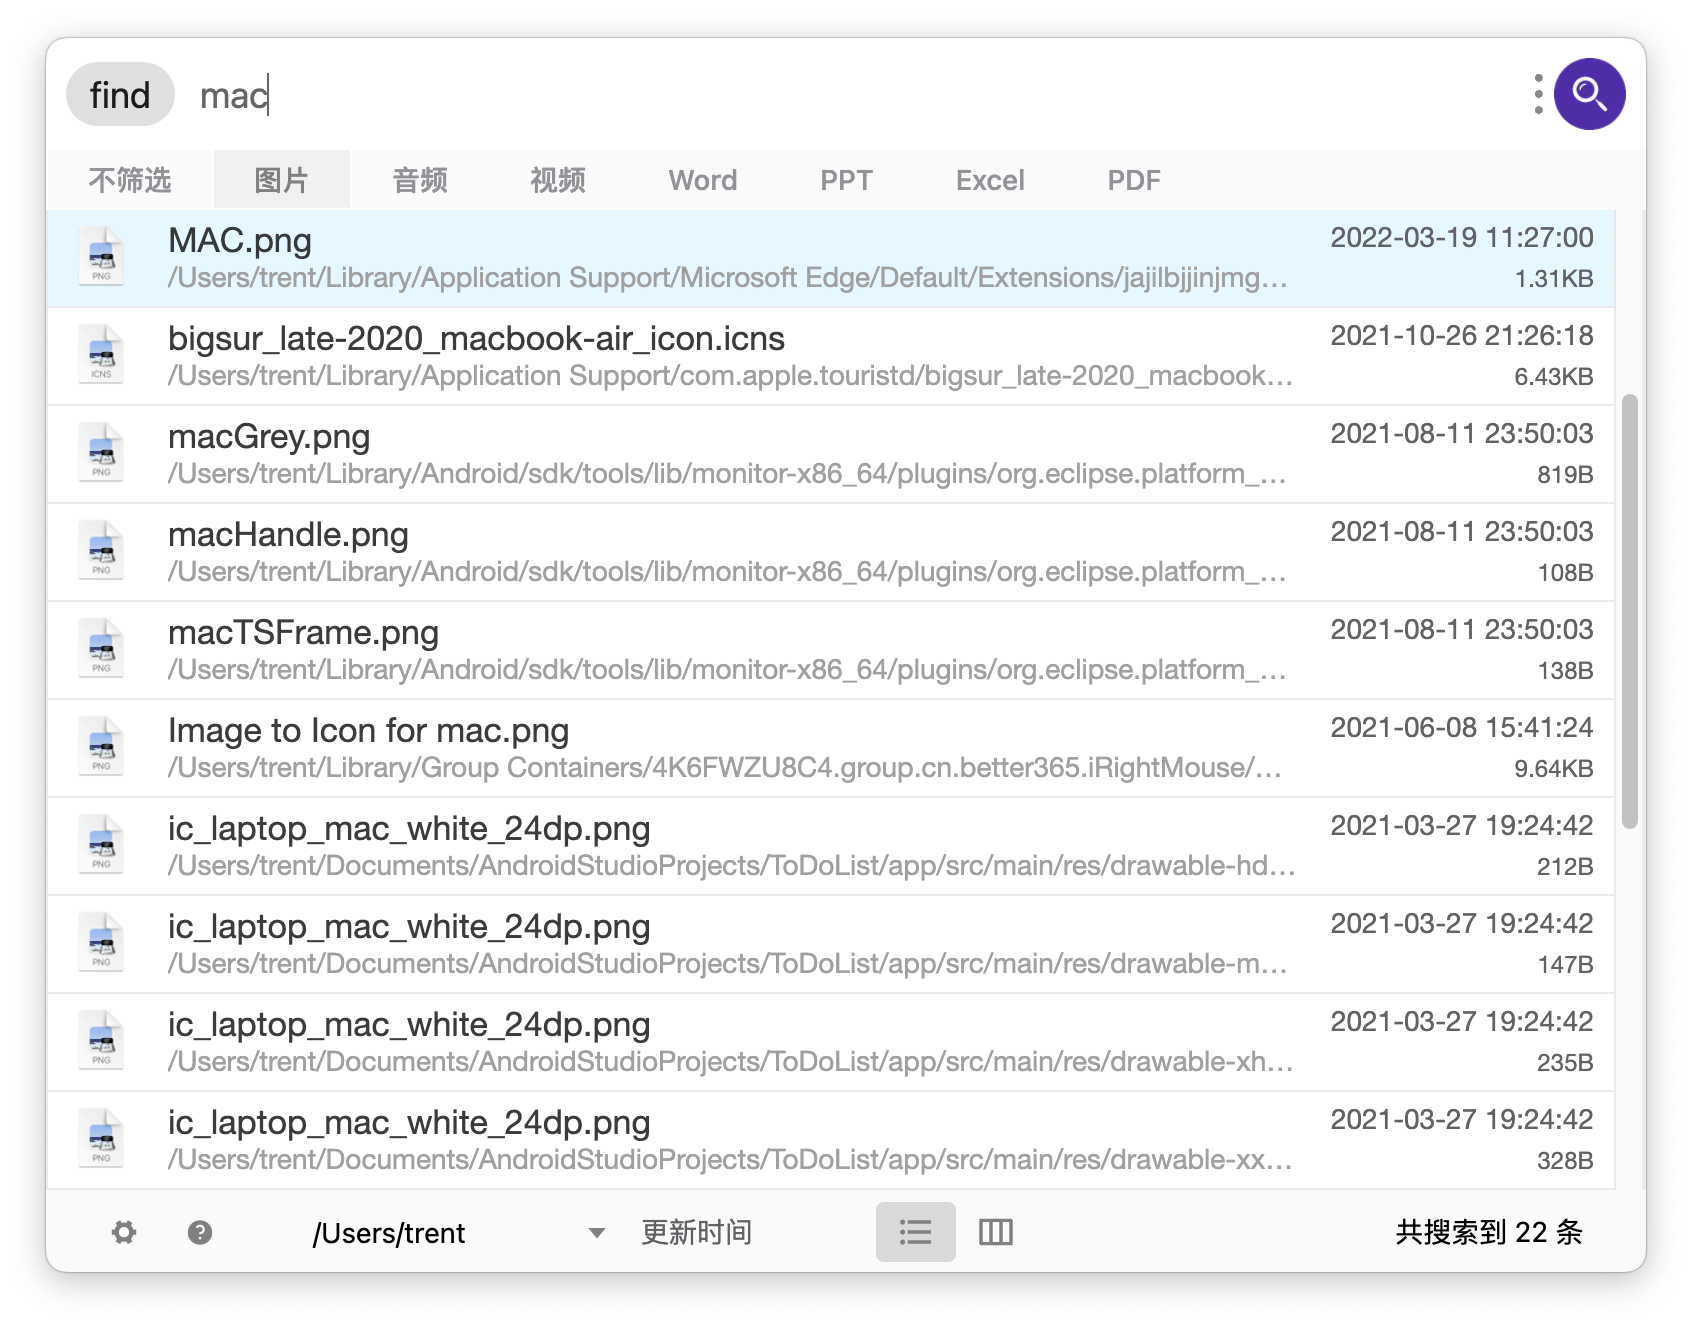 find mac
不筛选 图片 音频 视频 Word PPT Excel PDF
MAC.png 2022-03-19 11:27:00
/Users/trent/Library/Application Support/Microsoft Edge/Default/Extensions/jajilbjjinjmg... 1.31KB
PNG
bigsur_late-2020_macbook-air_icon.icns 2021-10-26 21:26:18
/Users/trent/Library/Application Support/com.apple.touristd/bigsur_late-2020_macbook... 6.43KB
ICNS
macGrey.png 2021-08-11 23:50:03
/Users/trent/Library/Android/sdk/tools/lib/monitor-x86_64/plugins/org.eclipse.platform_... 819B
PNG
macHandle.png 2021-08-11 23:50:03
/Users/trent/Library/Android/sdk/tools/lib/monitor-x86_64/plugins/org.eclipse.platform_... 108B
PNG
macTSFrame.png 2021-08-11 23:50:03
/Users/trent/Library/Android/sdk/tools/lib/monitor-x86_64/plugins/org.eclipse.platform_... 138B
PNG
Image to Icon for mac.png 2021-06-08 15:41:24
/Users/trent/Library/Group Containers/4K6FWZU8C4.group.cn.better365.iRightMouse/... 9.64KB
PNG
ic_laptop_mac_white_24dp.png 2021-03-27 19:24:42
/Users/trent/Documents/AndroidStudioProjects/ToDoList/app/src/main/res/drawable-hd... 212B
PNG
ic_laptop_mac_white_24dp.png 2021-03-27 19:24:42
/Users/trent/Documents/AndroidStudioProjects/ToDoList/app/src/main/res/drawable-m... 147B
PNG
ic_laptop_mac_white_24dp.png 2021-03-27 19:24:42
/Users/trent/Documents/AndroidStudioProjects/ToDoList/app/src/main/res/drawable-xh... 235B
PNG
ic_laptop_mac_white_24dp.png 2021-03-27 19:24:42
/Users/trent/Documents/AndroidStudioProjects/ToDoList/app/src/main/res/drawable-xx... 328B
PNG
? /Users/trent 更新时间 共搜索到 22 条